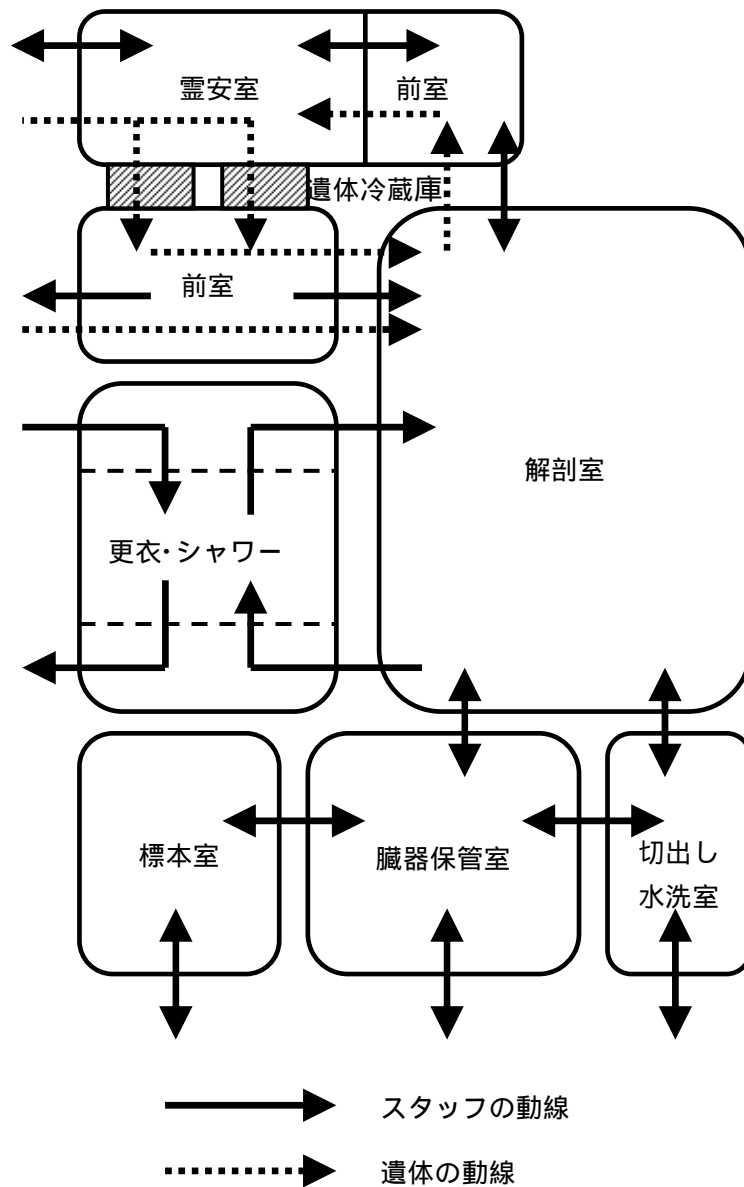 霊安室
前室
遺体冷蔵庫
前室
解剖室
更衣・シャワー
標本室
臓器保管室
切出し
水洗室
スタッフの動線
遺体の動線